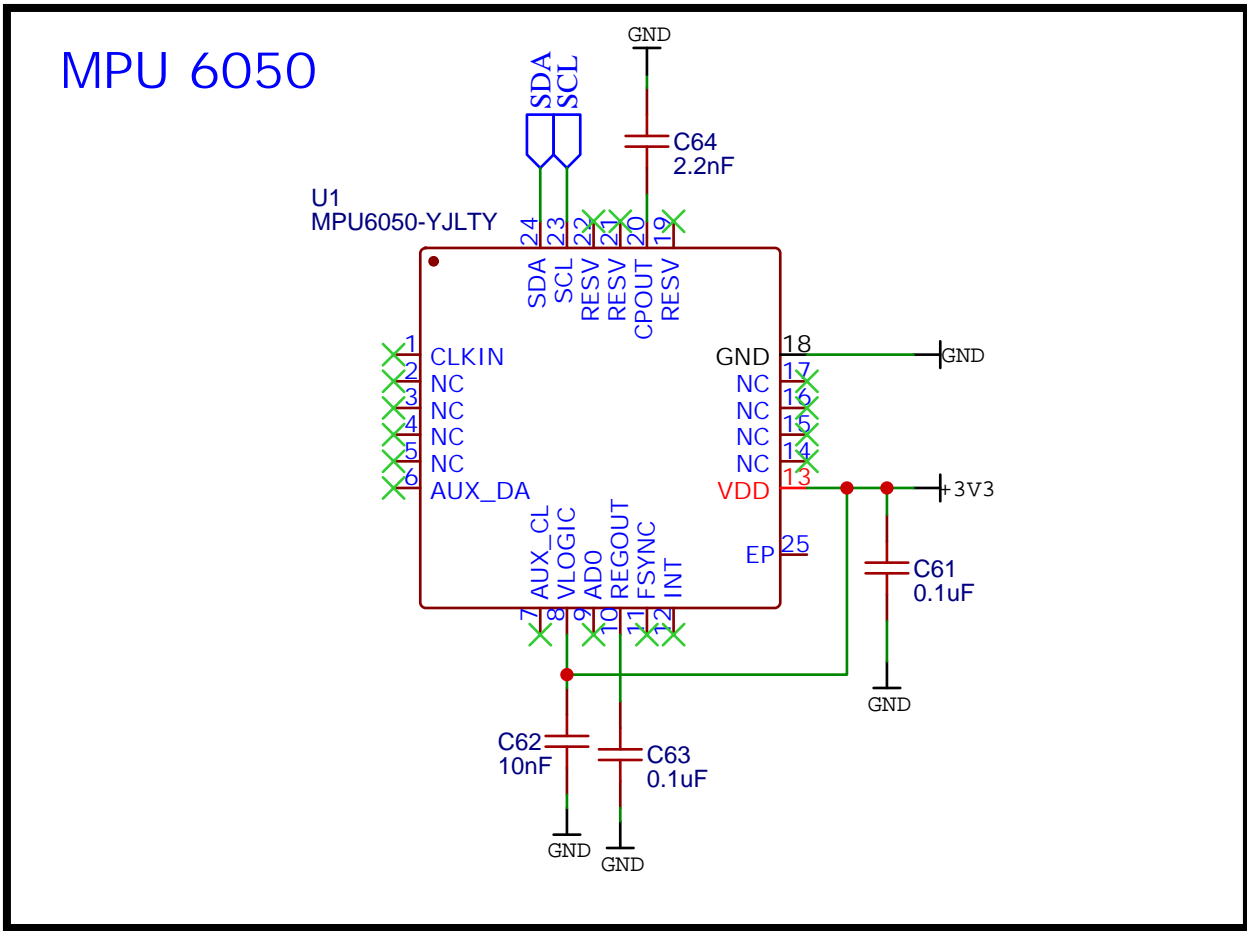 MPU 6050
SDA
SCL
GND
C64
2.2nF
U1
MPU6050-YJLTY
24
23
22
21
20
19
SDA
SCL
RESV
RESV
CPOUT
RESV
1
CLKIN
2
NC
3
NC
4
NC
5
NC
6
AUX_DA
GND
18
GND
NC
17
NC
16
NC
15
NC
14
VDD
13
+3V3
EP
25
AUX_CL
VLOGIC
AD0
REGOUT
FSYNC
INT
7
8
9
10
11
12
C61
0.1uF
GND
C62
10nF
C63
0.1uF
GND
GND